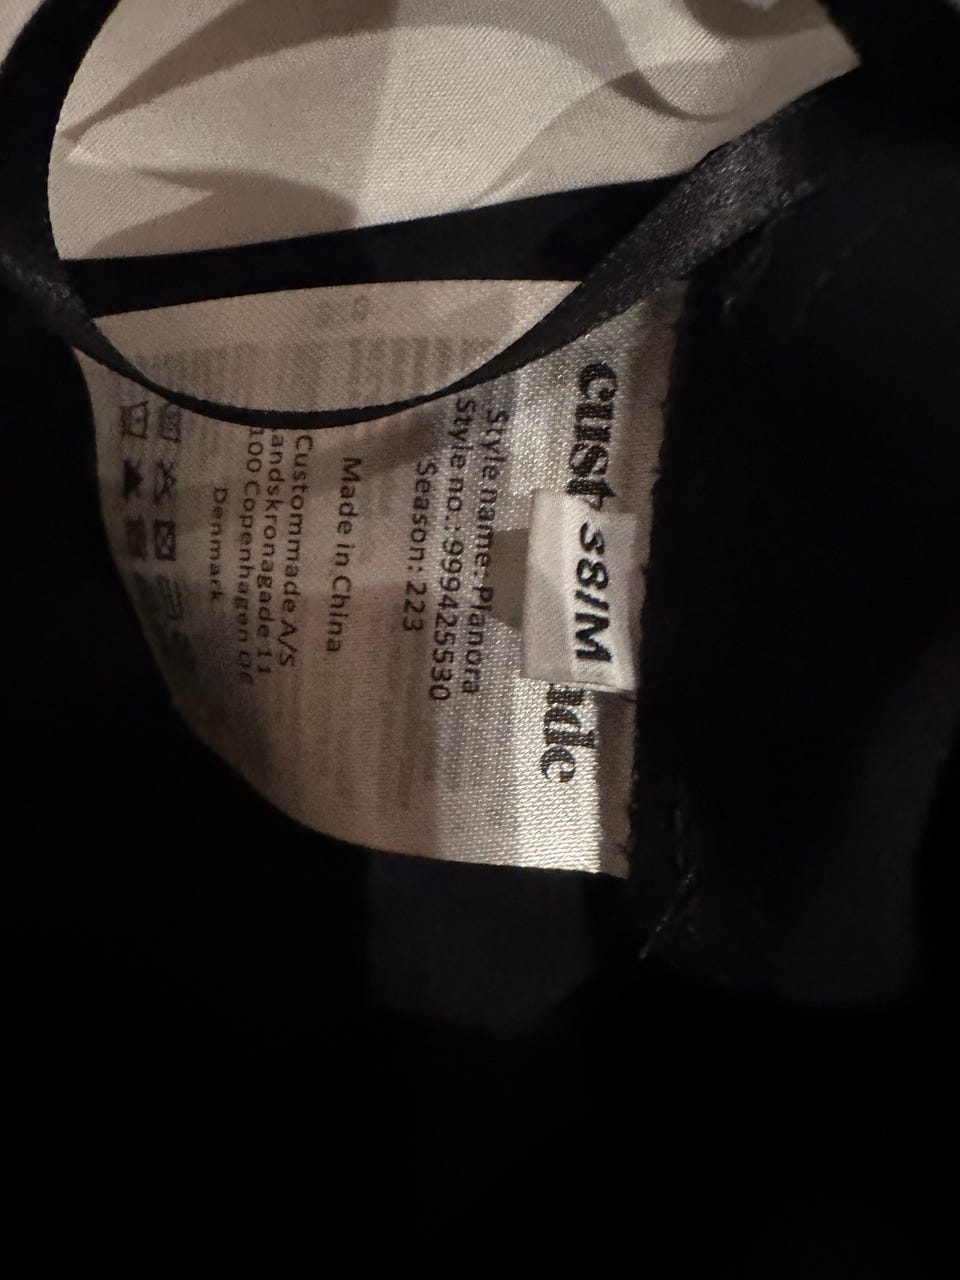 cust
38/M
de
Style name: Planora
Style no.: 999425530
Season: 223
Made in China
Custommade A/S
andskronagade 11
100 Copenhagen
Denmark